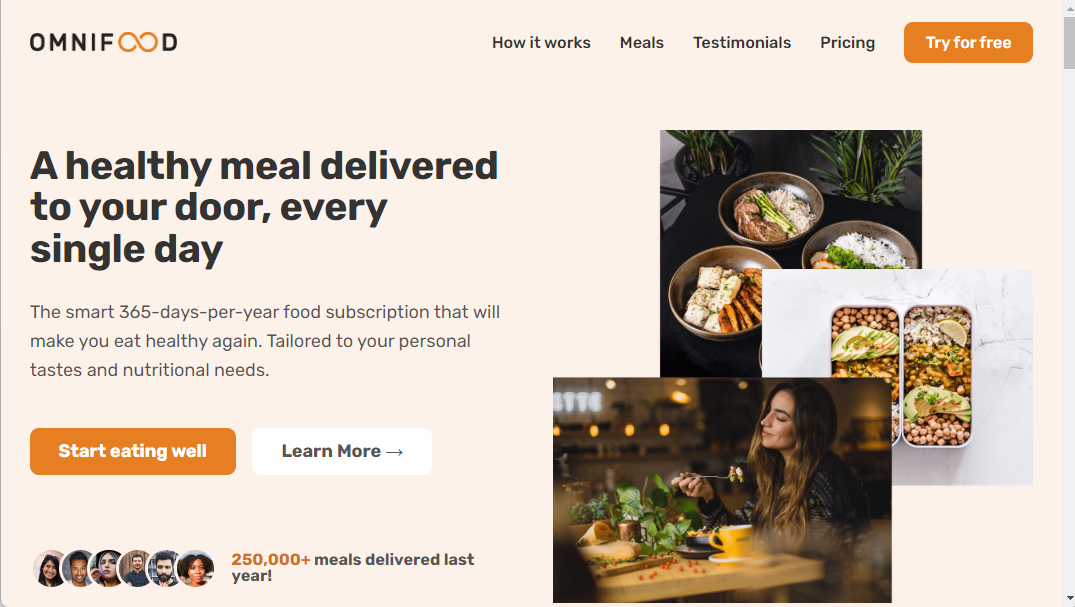 OMNIFOOD
How it works Meals Testimonials Pricing Try for free
A healthy meal delivered
to your door, every
single day
The smart 365-days-per-year food subscription that will
make you eat healthy again. Tailored to your personal
tastes and nutritional needs.
Start eating well Learn More →
250,000+ meals delivered last
year!